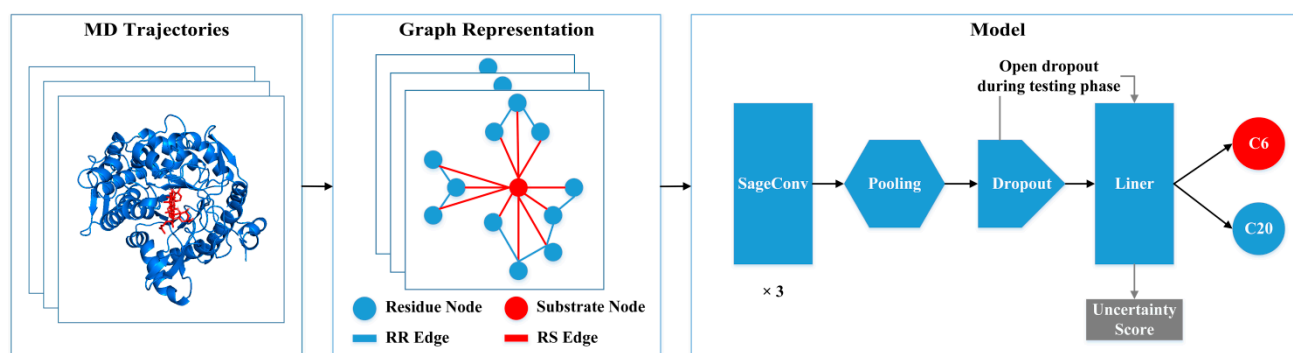 MD Trajectories
Graph Representation
Residue Node
Substrate Node
RR Edge
RS Edge
Model
Open dropout
during testing phase
SageConv
Pooling
Dropout
Liner
C6
C20
× 3
Uncertainty
Score